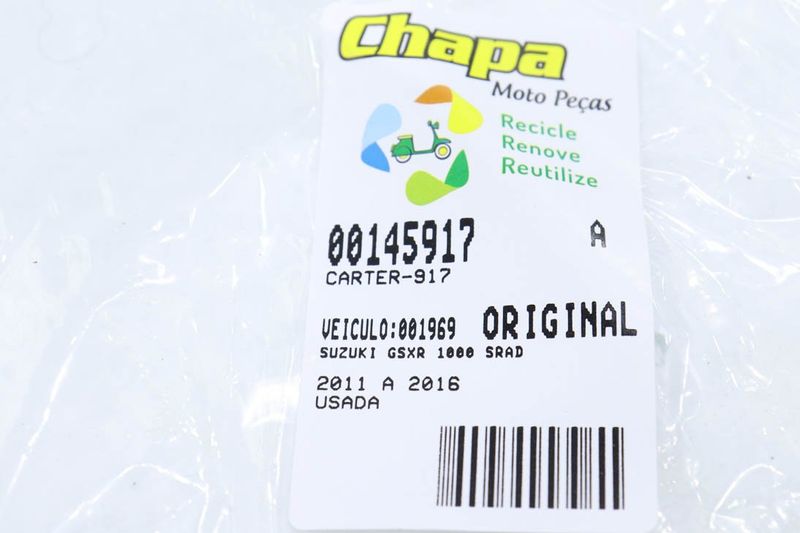 Chapa
Moto Peças
Recicle
Renove
Reutilize
00145917 A
CARTER-917
VEICULO:001969 ORIGINAL
SUZUKI GSXR 1000 SRAD
2011 A 2016
USADA